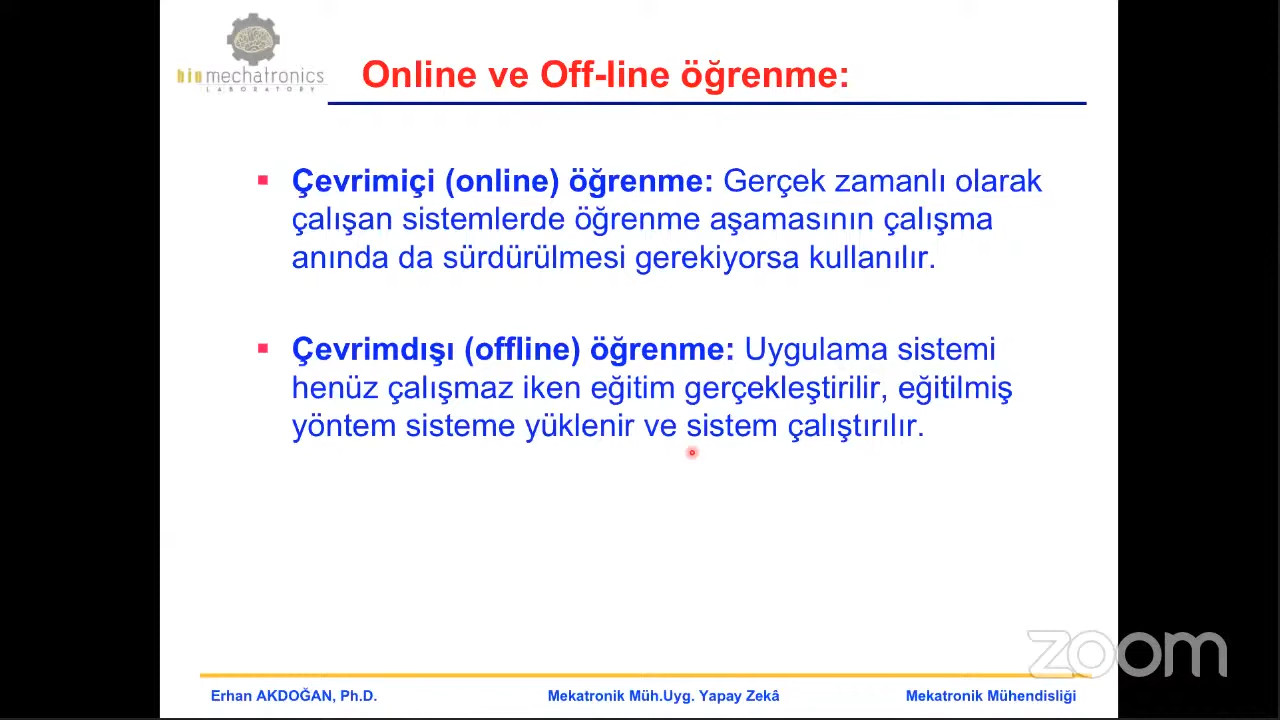 biomechatronics
LABORATORY
Online ve Off-line öğrenme:
Çevrimiçi (online) öğrenme: Gerçek zamanlı olarak
çalışan sistemlerde öğrenme aşamasının çalışma
anında da sürdürülmesi gerekiyorsa kullanılır.
Çevrimdışı (offline) öğrenme: Uygulama sistemi
henüz çalışmaz iken eğitim gerçekleştirilir, eğitilmiş
yöntem sisteme yüklenir ve sistem çalıştırılır.
zoom
Erhan AKDOĞAN, Ph.D.
Mekatronik Müh.Uyg. Yapay Zekâ
Mekatronik Mühendisliği